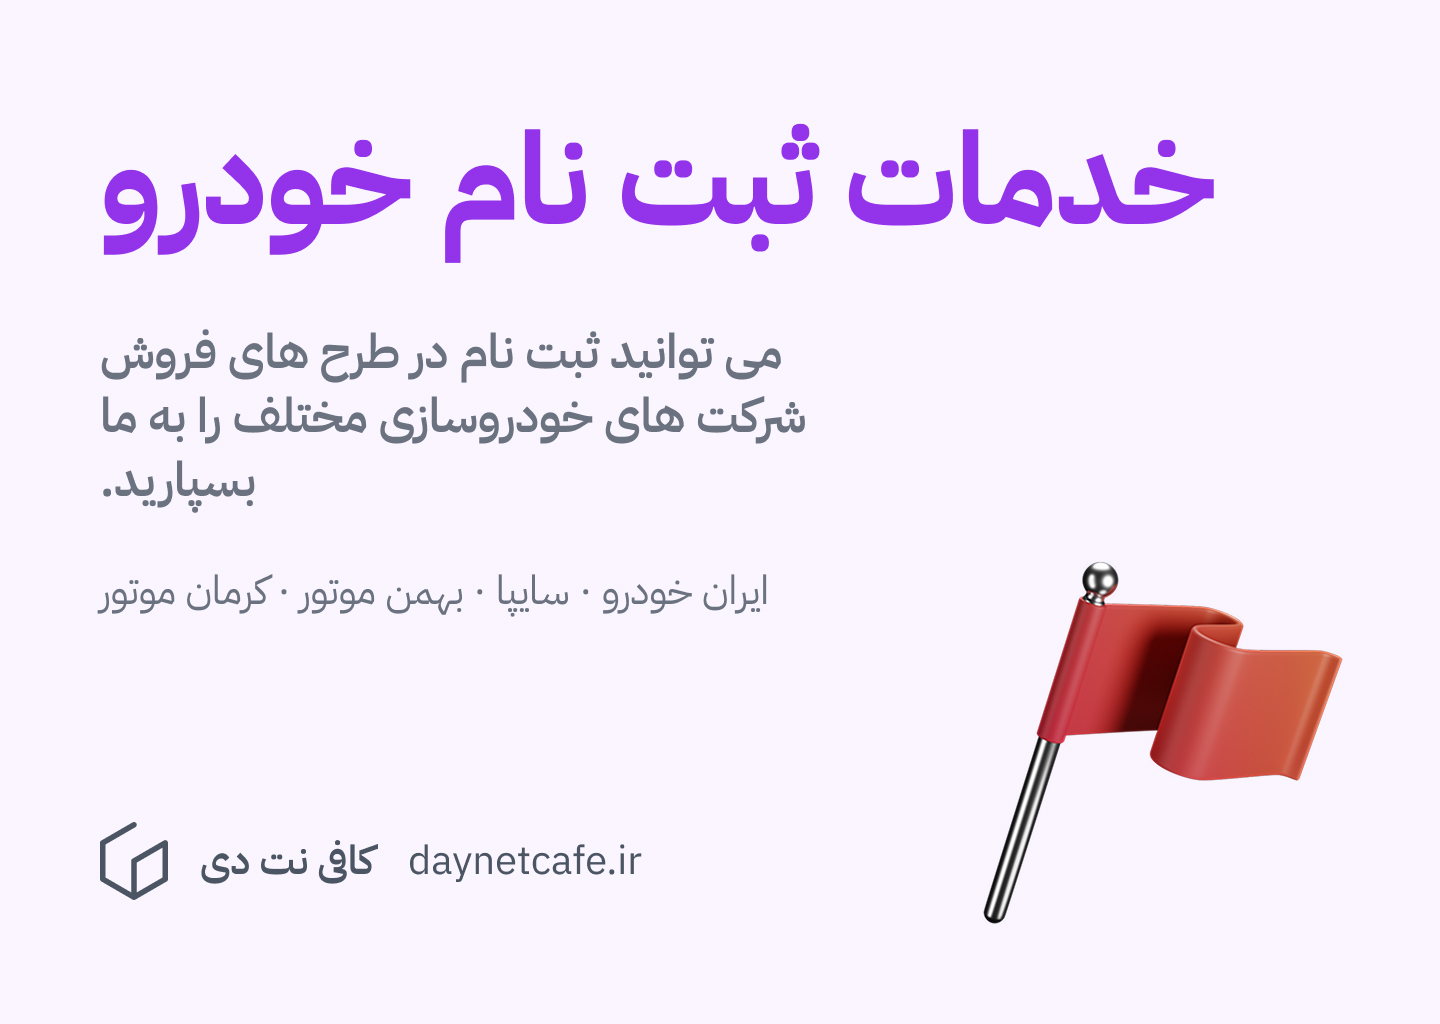 خدمات ثبت نام خودرو
می توانید ثبت نام در طرح های فروش
شرکت های خودروسازی مختلف را به ما
بسپارید.
ایران خودرو · سایپا · بهمن موتور · کرمان موتور
کافی نت دی daynetcafe.ir